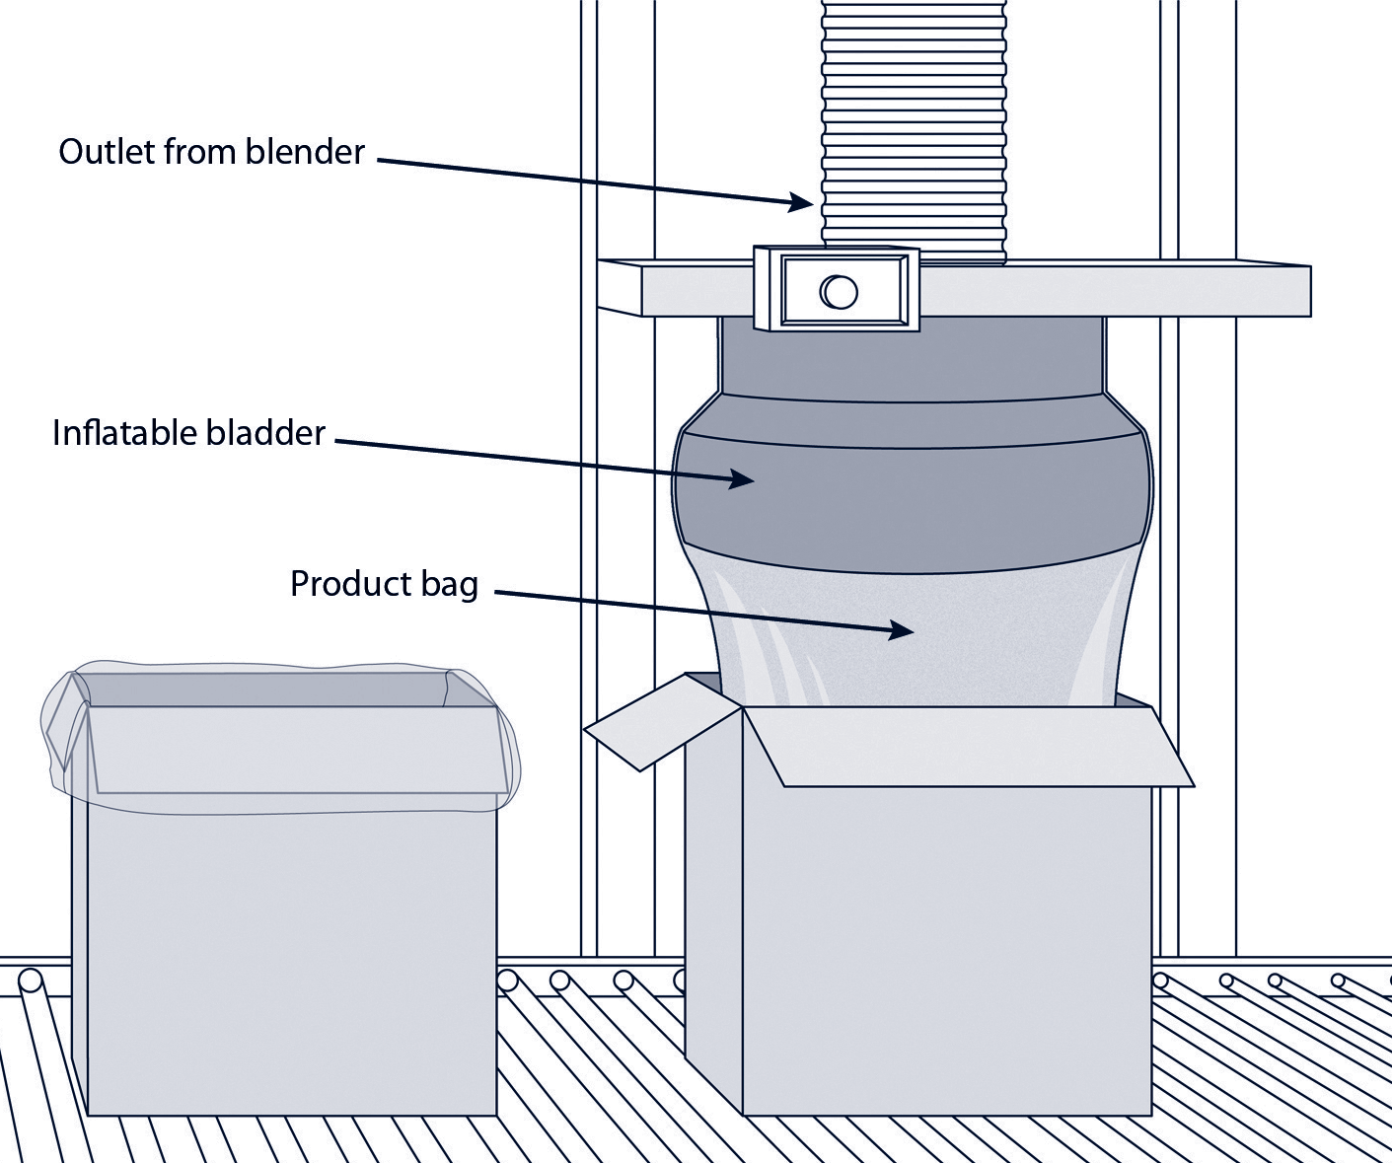 Outlet from blender
Inflatable bladder
Product bag